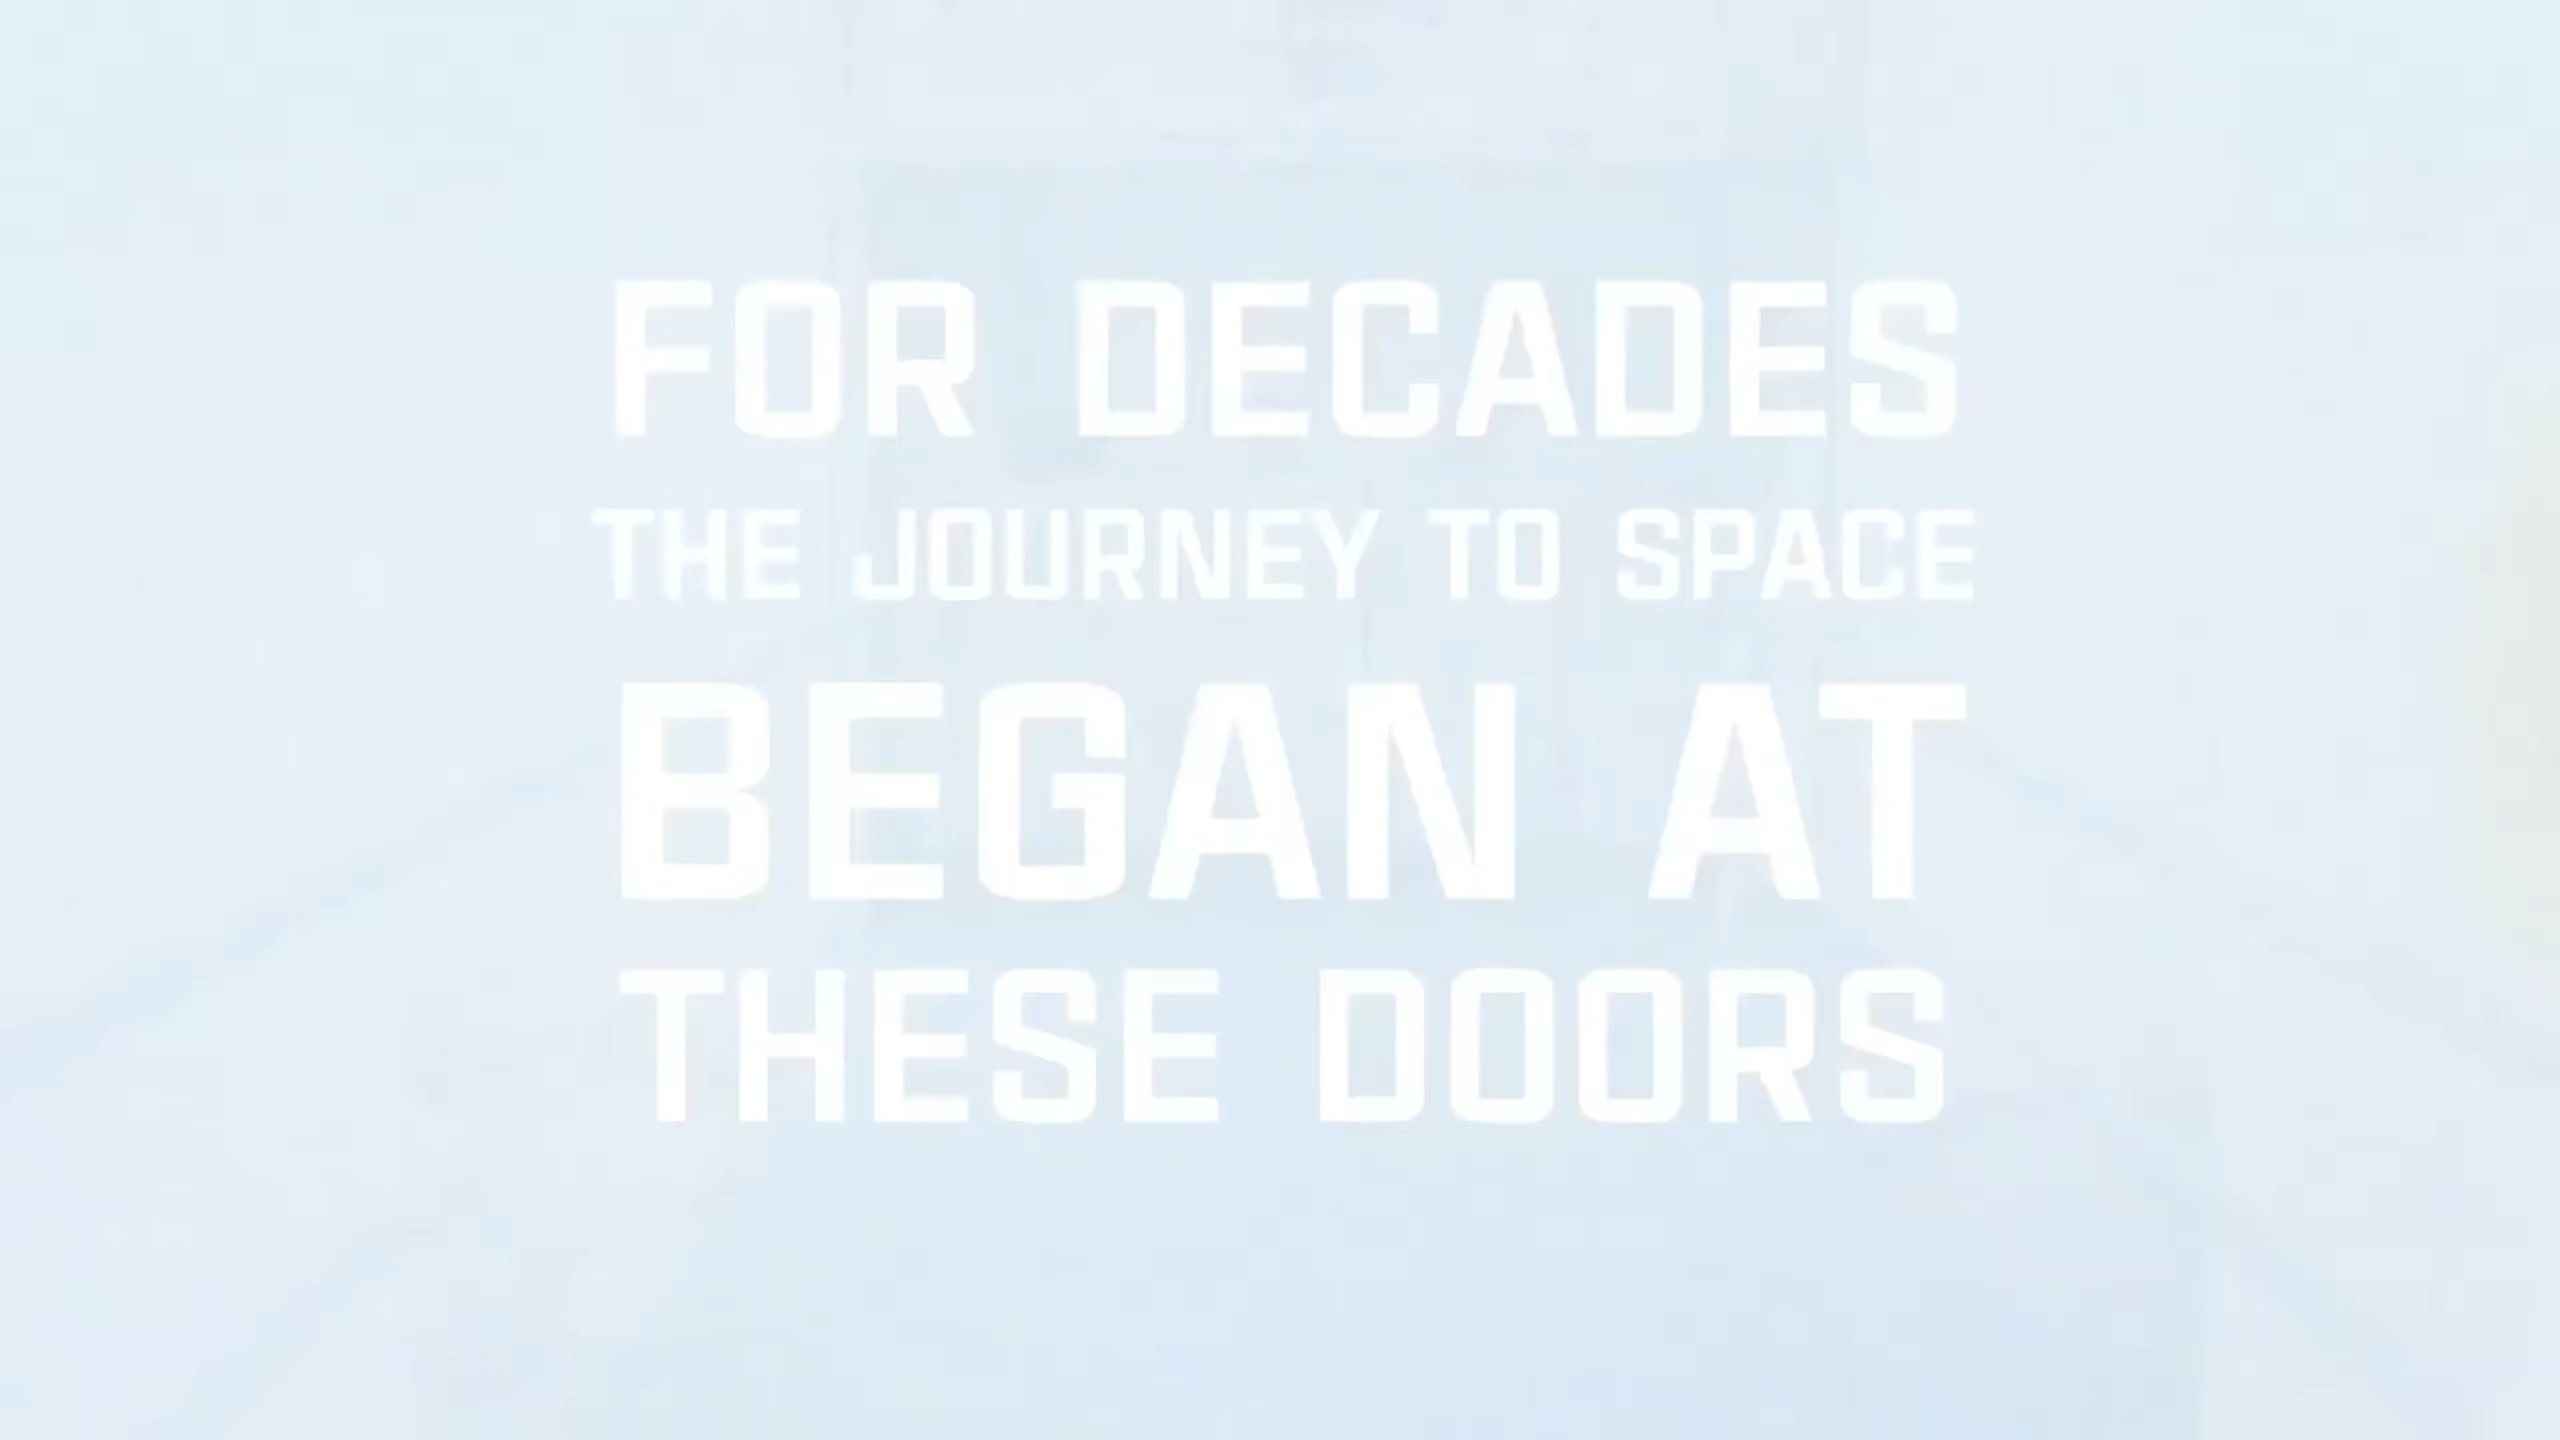 FOR DECADES
THE JOURNEY TO SPACE
BEGAN AT
THESE DOORS